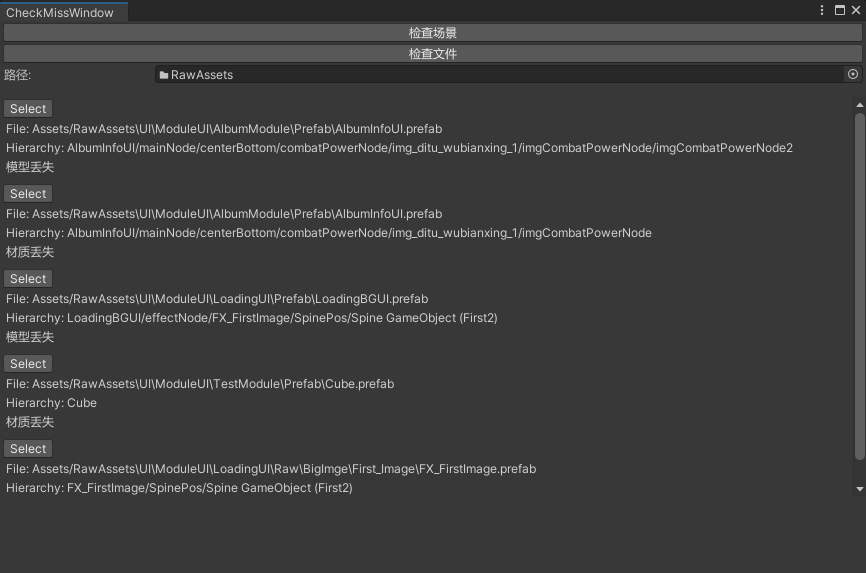 CheckMissWindow
检查场景
检查文件
路径: RawAssets
Select
File: Assets/RawAssets\UI\ModuleUI\AlbumModule\Prefab\AlbumInfoUI.prefab
Hierarchy: AlbumInfoUI/mainNode/centerBottom/combatPowerNode/img_ditu_wubianxing_1/imgCombatPowerNode/imgCombatPowerNode2
模型丢失
Select
File: Assets/RawAssets\UI\ModuleUI\AlbumModule\Prefab\AlbumInfoUI.prefab
Hierarchy: AlbumInfoUI/mainNode/centerBottom/combatPowerNode/img_ditu_wubianxing_1/imgCombatPowerNode
材质丢失
Select
File: Assets/RawAssets\UI\ModuleUI\LoadingUI\Prefab\LoadingBGUI.prefab
Hierarchy: LoadingBGUI/effectNode/FX_FirstImage/SpinePos/Spine GameObject (First2)
模型丢失
Select
File: Assets/RawAssets\UI\ModuleUI\TestModule\Prefab\Cube.prefab
Hierarchy: Cube
材质丢失
Select
File: Assets/RawAssets\UI\ModuleUI\LoadingUI\Raw\BigImge\First_Image\FX_FirstImage.prefab
Hierarchy: FX_FirstImage/SpinePos/Spine GameObject (First2)